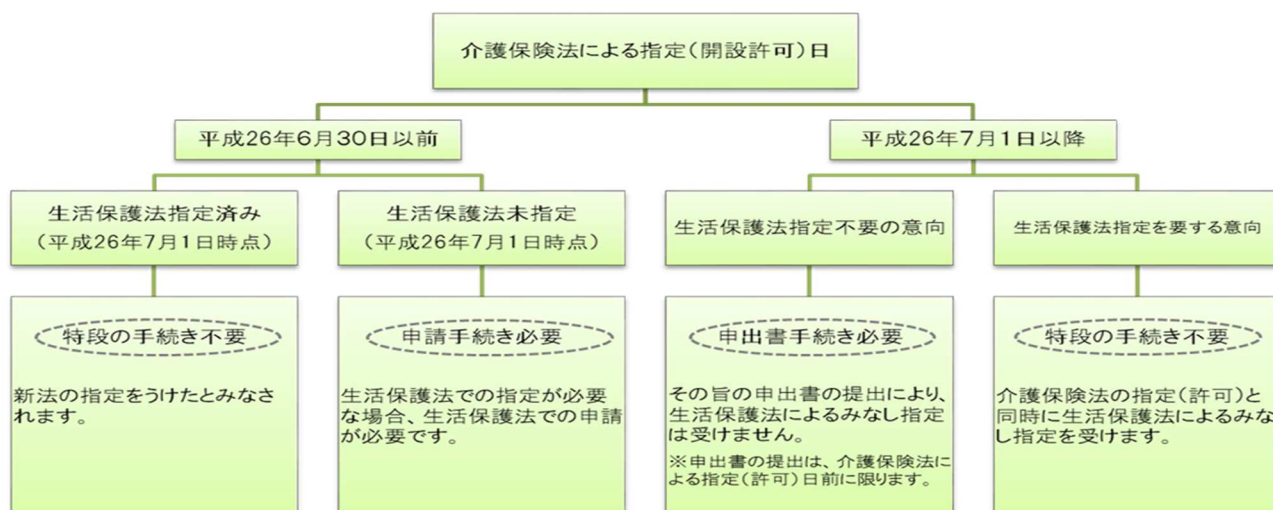 介護保険法による指定(開設許可)日
平成26年6月30日以前
平成26年7月1日以降
生活保護法指定済み
(平成26年7月1日時点)
生活保護法未指定
(平成26年7月1日時点)
生活保護法指定不要の意向
生活保護法指定を要する意向
特段の手続き不要
新法の指定をうけたとみなさ
れます。
申請手続き必要
生活保護法での指定が必要
な場合、生活保護法での申請
が必要です。
申出書手続き必要
その旨の申出書の提出により、
生活保護法によるみなし指定
は受けません。
※申出書の提出は、介護保険法に
よる指定(許可)日前に限ります。
特段の手続き不要
介護保険法の指定(許可)と
同時に生活保護法によるみな
し指定を受けます。